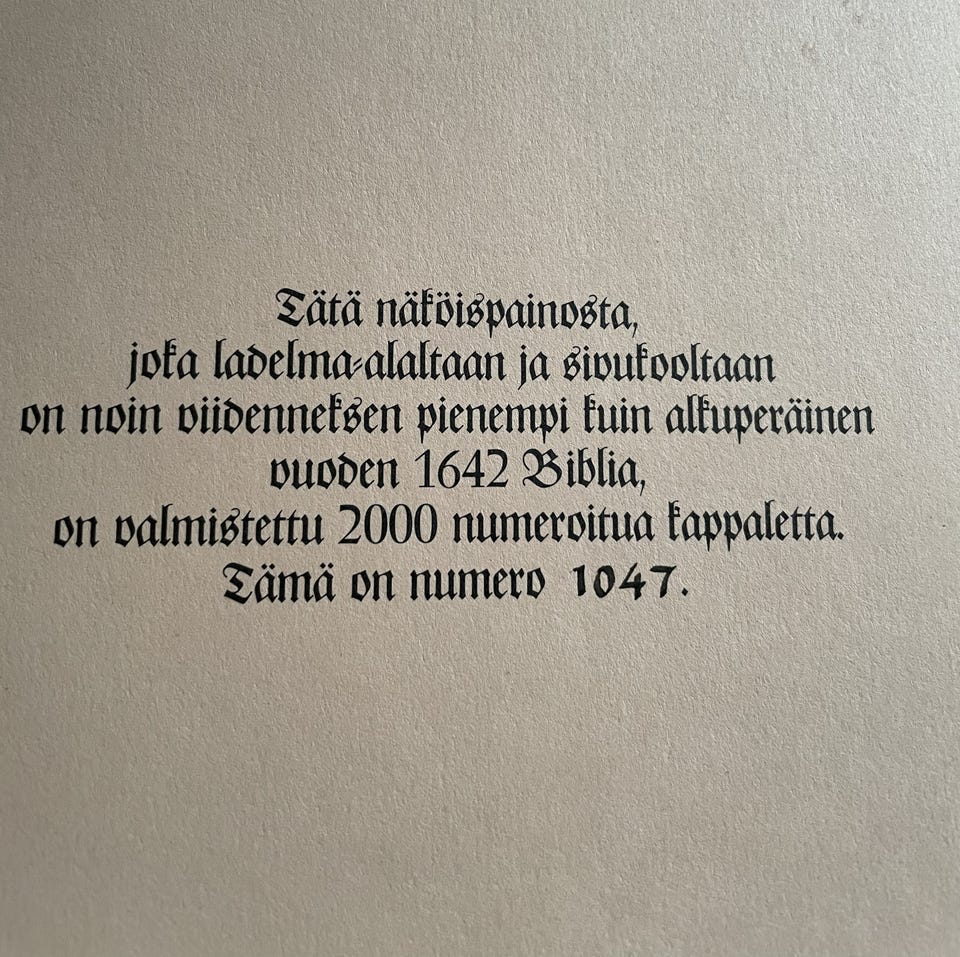 Tätä näköispainosta,
joka ladelma-alaltaan ja sivukooltaan
on noin viidenneksen pienempi kuin alkuperäinen
vuoden 1642 Biblia,
on valmistettu 2000 numeroitua kappaletta.
Tämä on numero 1047.